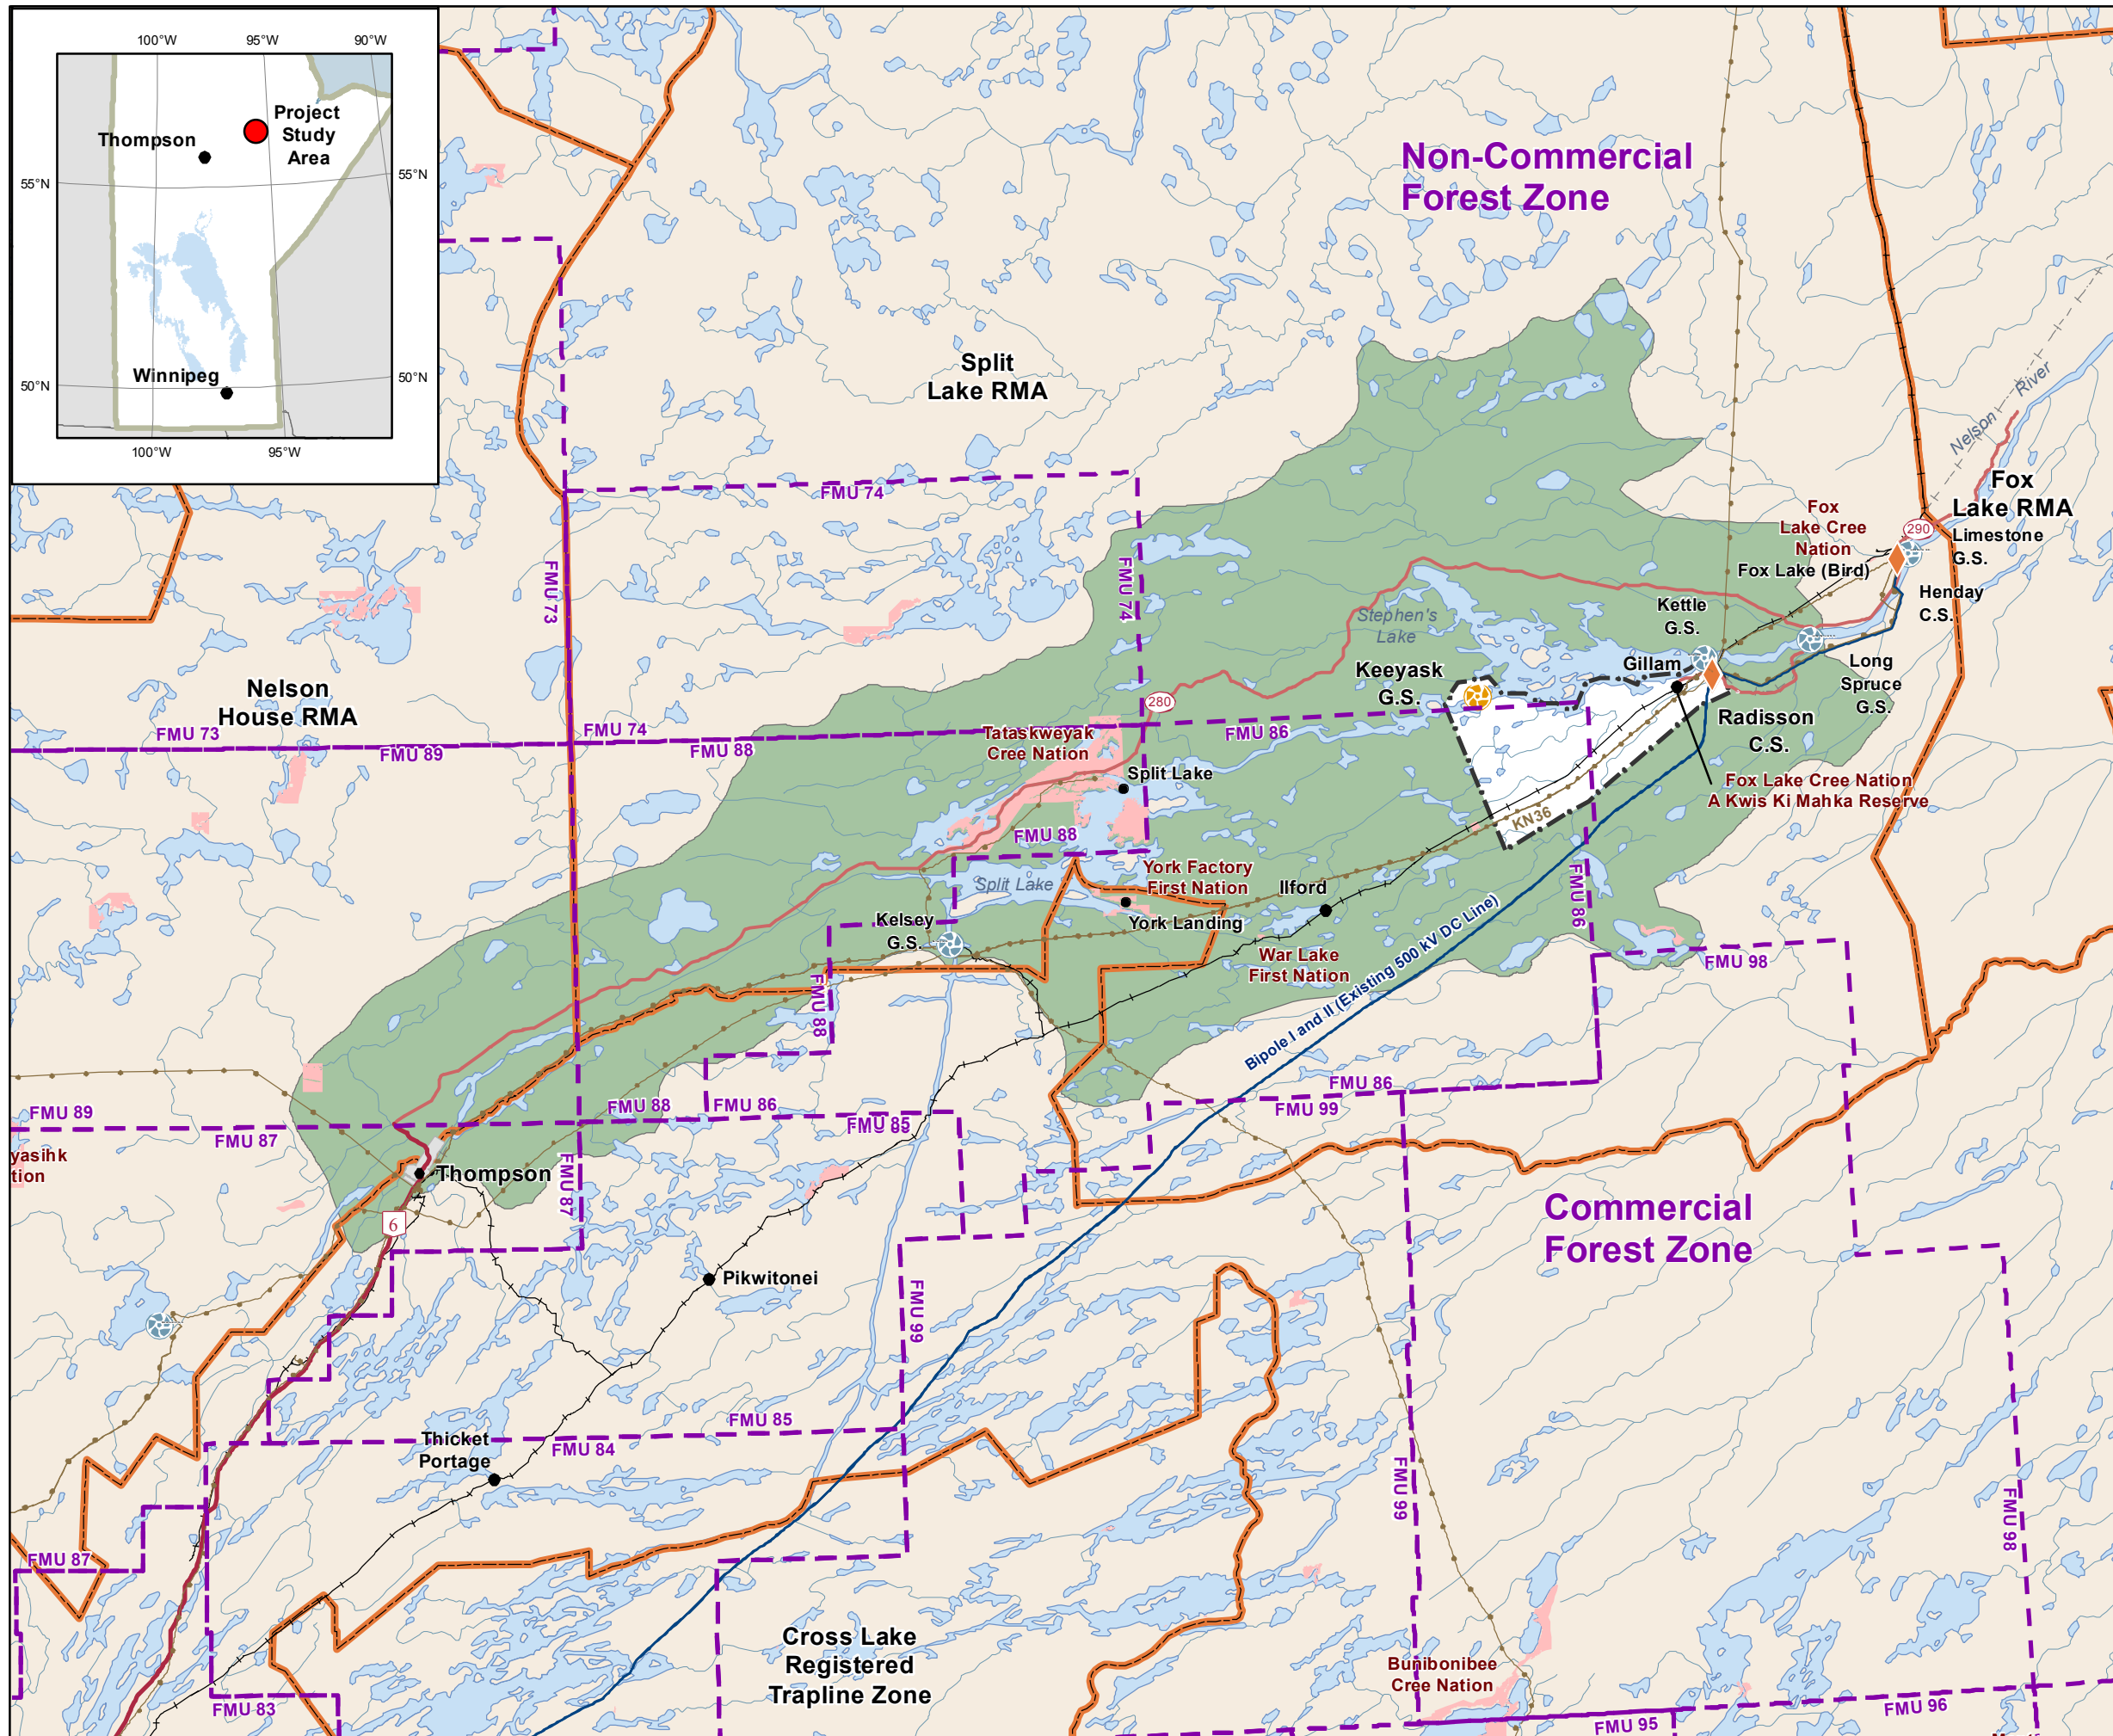 100°W
95°W
90°W
Project
Study
Area
Thompson
55°N
55°N
Winnipeg
50°N
50°N
100°W
95°W
Non-Commercial
Forest Zone
Split
Lake RMA
Nelson
River
Fox
Lake RMA
290
Limestone
G.S.
Fox
Lake Cree
Nation
Fox Lake (Bird)
Henday
C.S.
FMU 74
FMU 73
FMU 74
Kettle
G.S.
Stephen's
Lake
Keeyask
G.S.
Gillam
Long
Spruce
G.S.
Nelson
House RMA
280
Radisson
C.S.
FMU 73
FMU 89
FMU 74
FMU 88
Tataskweyak
Cree Nation
FMU 86
Split Lake
Fox Lake Cree Nation
A Kwis Ki Mahka Reserve
KN36
FMU 88
York Factory
First Nation
Split Lake
Ilford
FMU 86
Kelsey
G.S.
York Landing
War Lake
First Nation
Bipole I and II (Existing 500 kV DC Line)
FMU 98
FMU 88
FMU 86
FMU 99
FMU 89
FMU 87
FMU 88
FMU 86
FMU 85
yasihk
tion
Thompson
FMU 87
6
Commercial
Forest Zone
Pikwitonei
FMU 99
FMU 85
FMU 84
Thicket
Portage
FMU 99
FMU 98
FMU 87
Cross Lake
Registered
Trapline Zone
Bunibonibee
Cree Nation
FMU 83
FMU 95
FMU 96